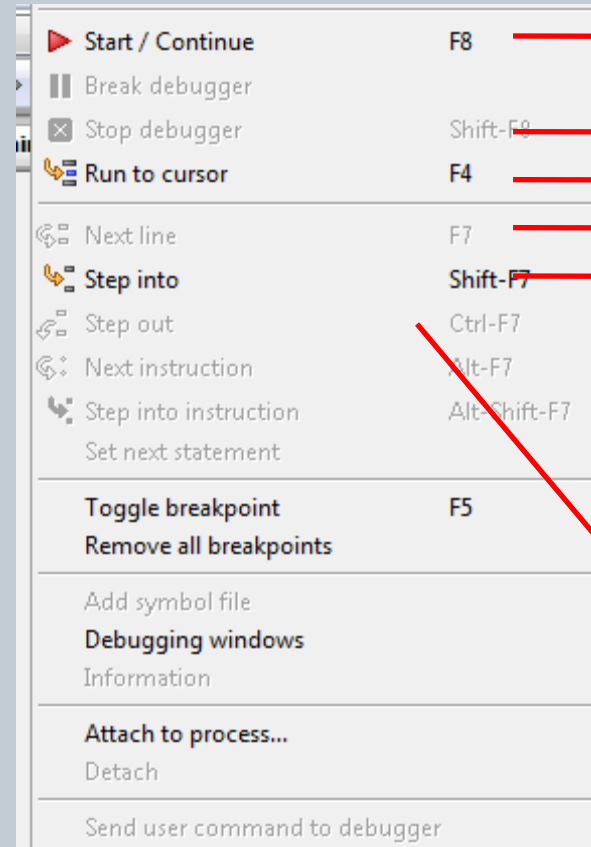 Start / Continue F8
Break debugger
Stop debugger Shift-F8
Run to cursor F4
Next line F7
Step into Shift-F7
Step out Ctrl-F7
Next instruction Alt-F7
Step into instruction Alt-Shift-F7
Set next statement
Toggle breakpoint F5
Remove all breakpoints
Add symbol file
Debugging windows
Information
Attach to process...
Detach
Send user command to debugger